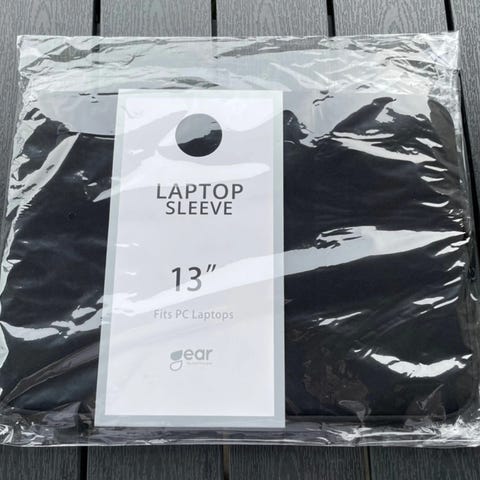 LAPTOP
SLEEVE
13"
Fits PC Laptops
gear